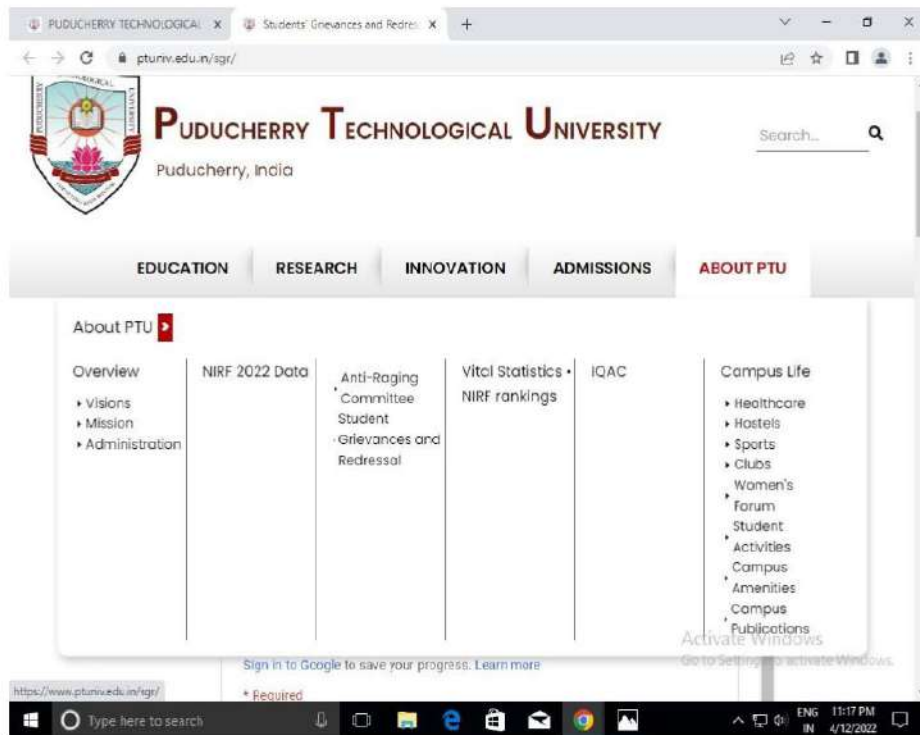 PUDUCHERRY TECHNOLOGICAL
Students' Grievances and Redres
ptuniv.edu.in/sgr/
PUDUCHERRY TECHNOLOGICAL UNIVERSITY
Puducherry, India
Search...
EDUCATION RESEARCH INNOVATION ADMISSIONS ABOUT PTU
About PTU
Overview
Visions
Mission
Administration
NIRF 2022 Data
Anti-Raging
Committee
Student
Grievances and
Redressal
Vital Statistics •
NIRF rankings
IQAC
Campus Life
Healthcare
Hostels
Sports
Clubs
Women's
Forum
Student
Activities
Campus
Amenities
Campus
Publications
Activate Windows
Go to Settings to activate Windows.
Sign in to Google to save your progress. Learn more
* Required
https://www.ptuniv.edu.in/sgr/
Type here to search
ENG
IN
11:17 PM
4/12/2022